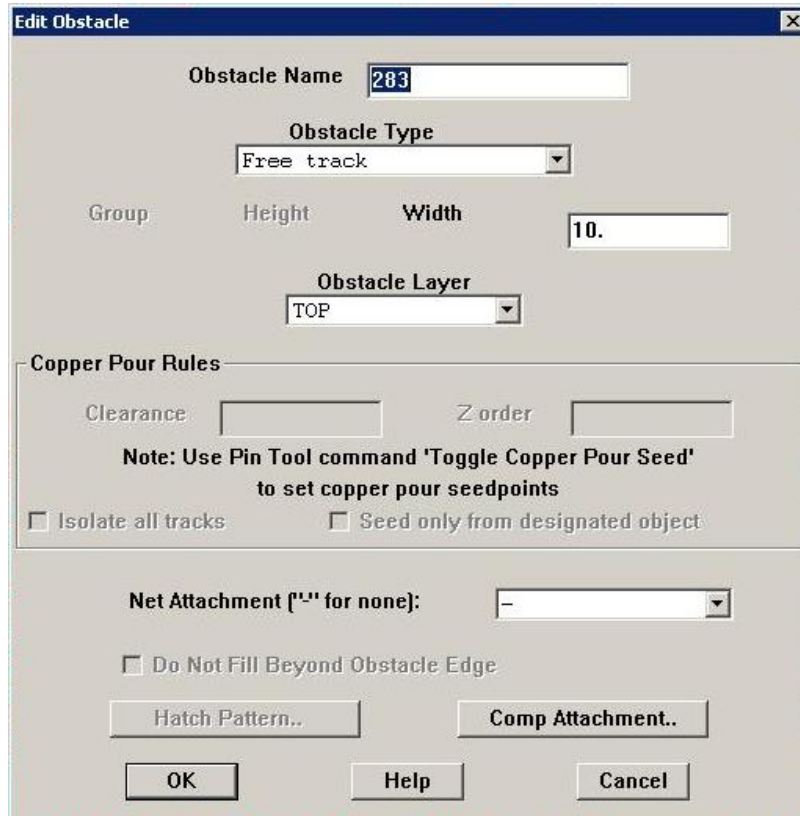 Edit Obstacle
Obstacle Name 283
Obstacle Type
Free track
Group Height Width 10.
Obstacle Layer
TOP
Copper Pour Rules
Clearance Z order
Note: Use Pin Tool command 'Toggle Copper Pour Seed'
to set copper pour seedpoints
Isolate all tracks Seed only from designated object
Net Attachment ("-" for none): -
Do Not Fill Beyond Obstacle Edge
Hatch Pattern.. Comp Attachment..
OK Help Cancel